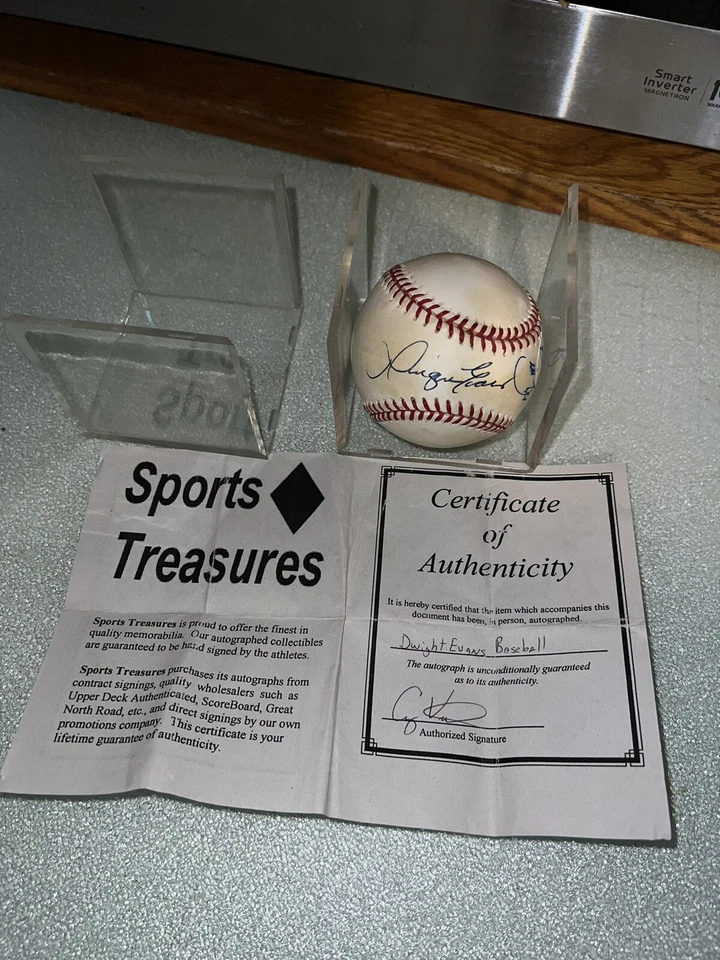 Smart
Inverter
MAGNETRON
Dwight Evans
Sports
Treasures
Sports Treasures is proud to offer the finest in
quality memorabilia. Our autographed collectibles
are guaranteed to be hand signed by the athletes.
Sports Treasures purchases its autographs from
contract signings, quality wholesalers such as
Upper Deck Authenticated, ScoreBoard, Great
North Road, etc., and direct signings by our own
promotions company. This certificate is your
lifetime guarantee of authenticity.
Certificate
of
Authenticity
It is hereby certified that the item which accompanies this
document has been, in person, autographed.
Dwight Evans Baseball
The autograph is unconditionally guaranteed
as to its authenticity.
Authorized Signature